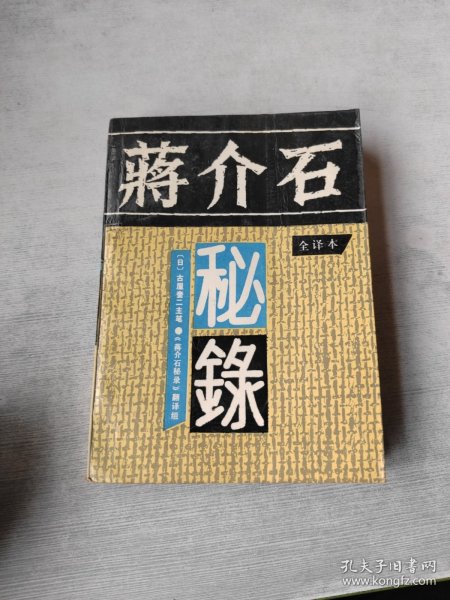 蔣介石
全译本
秘
錄
〔日〕古屋奎二主笔●《蒋介石秘录》翻译组
孔夫子旧书网
www.kongfz.com